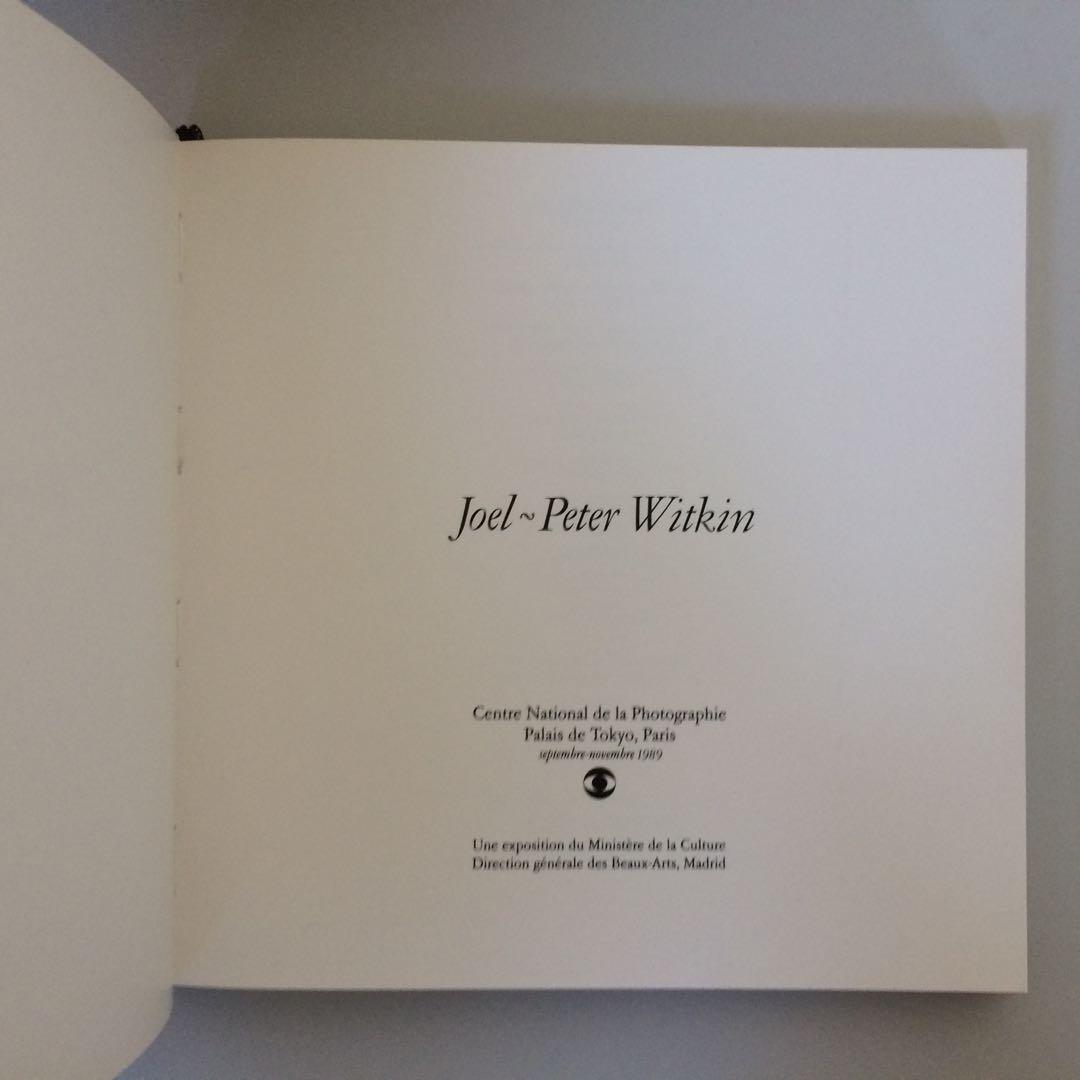 Joel ~ Peter Witkin
Centre National de la Photographie
Palais de Tokyo, Paris
septembre-novembre 1989
Une exposition du Ministère de la Culture
Direction générale des Beaux-Arts, Madrid